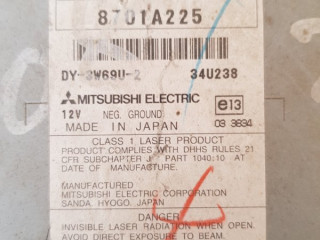 8701A225
DY-3W69U-2 34U238
MITSUBISHI ELECTRIC
12V NEG. GROUND e13
MADE IN JAPAN 03 3634
CLASS 1 LASER PRODUCT
PRODUCT COMPLIES WITH DHHS RULES 21
CFR SUBCHAPTER J PART 1040:10 AT
DATE OF MANUFACTURE.
MANUFACTURED
MITSUBISHI ELECTRIC CORPORATION
SANDA, HYOGO, JAPAN
DANGER
INVISIBLE LASER RADIATION WHEN OPEN.
AVOID DIRECT EXPOSURE TO BEAM.